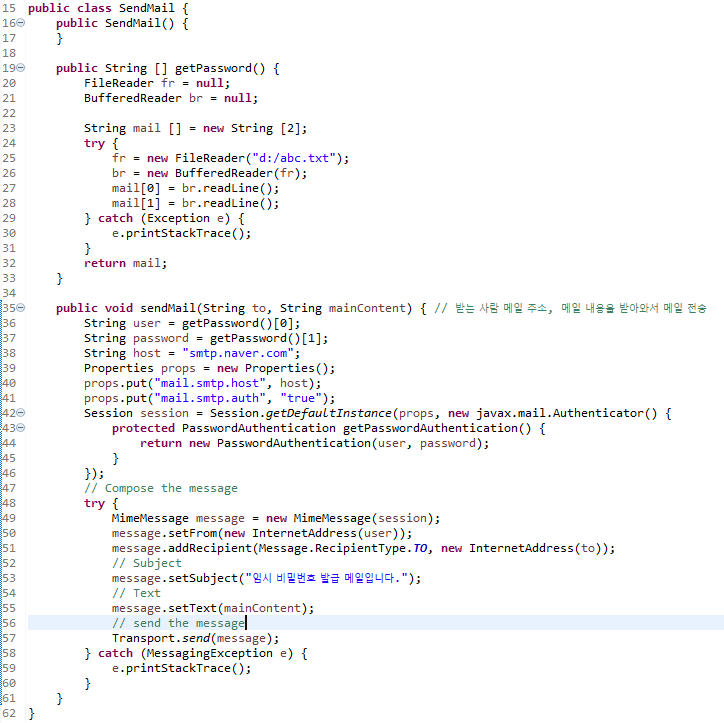 15 public class SendMail {
16     public SendMail() {
17     }
18
19     public String [] getPassword() {
20         FileReader fr = null;
21         BufferedReader br = null;
22
23         String mail [] = new String [2];
24         try {
25             fr = new FileReader("d:/abc.txt");
26             br = new BufferedReader(fr);
27             mail[0] = br.readLine();
28             mail[1] = br.readLine();
29         } catch (Exception e) {
30             e.printStackTrace();
31         }
32         return mail;
33     }
34
35     public void sendMail(String to, String mainContent) { // 받는 사람 메일 주소, 메일 내용을 받아와서 메일 전송
36         String user = getPassword()[0];
37         String password = getPassword()[1];
38         String host = "smtp.naver.com";
39         Properties props = new Properties();
40         props.put("mail.smtp.host", host);
41         props.put("mail.smtp.auth", "true");
42         Session session = Session.getDefaultInstance(props, new javax.mail.Authenticator() {
43             protected PasswordAuthentication getPasswordAuthentication() {
44                 return new PasswordAuthentication(user, password);
45             }
46         });
47         // Compose the message
48         try {
49             MimeMessage message = new MimeMessage(session);
50             message.setFrom(new InternetAddress(user));
51             message.addRecipient(Message.RecipientType.TO, new InternetAddress(to));
52             // Subject
53             message.setSubject("임시 비밀번호 발급 메일입니다.");
54             // Text
55             message.setText(mainContent);
56             // send the message
57             Transport.send(message);
58         } catch (MessagingException e) {
59             e.printStackTrace();
60         }
61     }
62 }